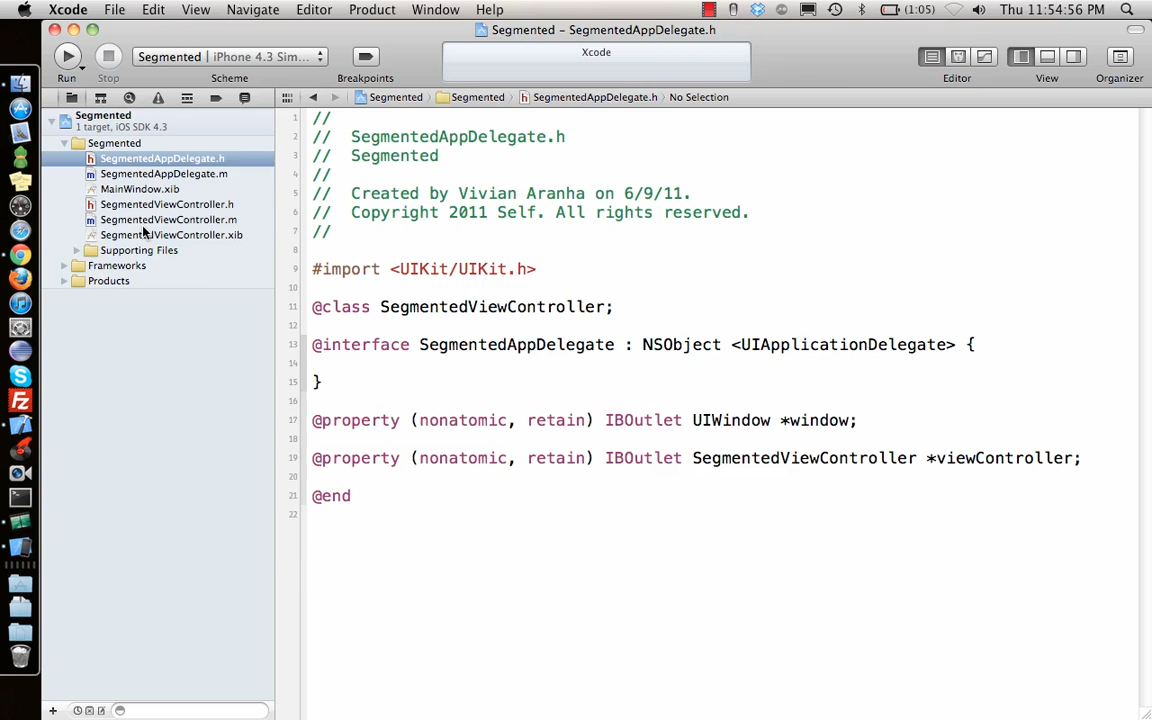 Xcode File Edit View Navigate Editor Product Window Help (1:05) Thu 11:54:56 PM
Segmented – SegmentedAppDelegate.h
Segmented | iPhone 4.3 Sim...
Xcode
Run Stop Scheme Breakpoints Editor View Organizer
Segmented Segmented SegmentedAppDelegate.h No Selection
Segmented
1 target, iOS SDK 4.3
Segmented
SegmentedAppDelegate.h
SegmentedAppDelegate.m
MainWindow.xib
SegmentedViewController.h
SegmentedViewController.m
SegmentedViewController.xib
Supporting Files
Frameworks
Products
1 //
2 // SegmentedAppDelegate.h
3 // Segmented
4 //
5 // Created by Vivian Aranha on 6/9/11.
6 // Copyright 2011 Self. All rights reserved.
7 //
8
9 #import <UIKit/UIKit.h>
10
11 @class SegmentedViewController;
12
13 @interface SegmentedAppDelegate : NSObject <UIApplicationDelegate> {
14
15 }
16
17 @property (nonatomic, retain) IBOutlet UIWindow *window;
18
19 @property (nonatomic, retain) IBOutlet SegmentedViewController *viewController;
20
21 @end
22